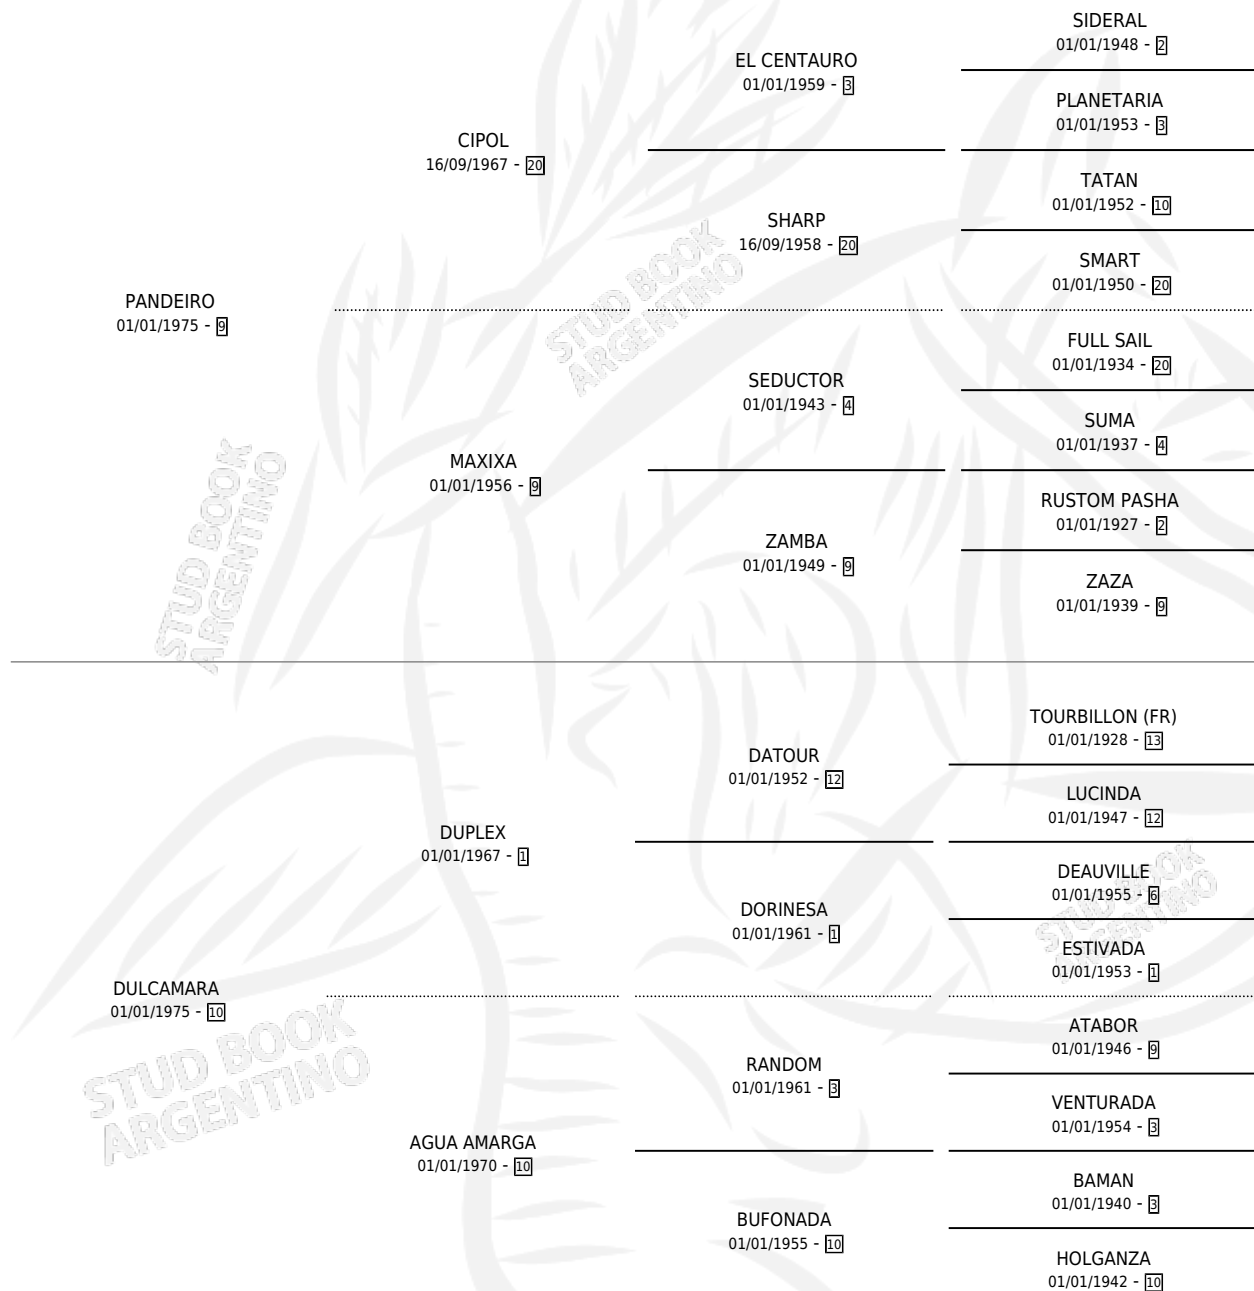 SIDERAL
01/01/1948 - 2
EL CENTAURO
01/01/1959 - 3
PLANETARIA
01/01/1953 - 3
CIPOL
16/09/1967 - 20
TATAN
01/01/1952 - 10
SHARP
16/09/1958 - 20
SMART
01/01/1950 - 20
PANDEIRO
01/01/1975 - 9
FULL SAIL
01/01/1934 - 20
SEDUCTOR
01/01/1943 - 4
SUMA
01/01/1937 - 4
MAXIXA
01/01/1956 - 9
RUSTOM PASHA
01/01/1927 - 2
ZAMBA
01/01/1949 - 9
ZAZA
01/01/1939 - 9
TOURBILLON (FR)
01/01/1928 - 13
DATOUR
01/01/1952 - 12
LUCINDA
01/01/1947 - 12
DUPLEX
01/01/1967 - 1
DEAUVILLE
01/01/1955 - 6
DORINESA
01/01/1961 - 1
ESTIVADA
01/01/1953 - 1
DULCAMARA
01/01/1975 - 10
ATABOR
01/01/1946 - 9
RANDOM
01/01/1961 - 3
VENTURADA
01/01/1954 - 3
AGUA AMARGA
01/01/1970 - 10
BAMAN
01/01/1940 - 3
BUFONADA
01/01/1955 - 10
HOLGANZA
01/01/1942 - 10
STUD BOOK
ARGENTINO
STUD BOOK
ARGENTINO
STUD BOOK
ARGENTINO
STUD BOOK
ARGENTINO